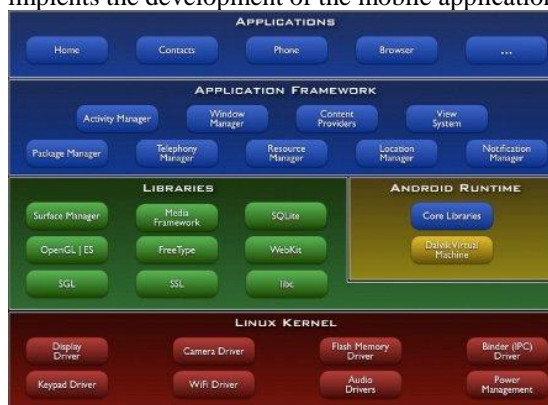 implents the development of the mobile application
APPLICATIONS
Home Contacts Phone Browser ...
APPLICATION FRAMEWORK
Activity Manager Window Manager Content Providers View System
Package Manager Telephony Manager Resource Manager Location Manager Notification Manager
LIBRARIES
Surface Manager Media Framework SQLite
OpenGL | ES FreeType WebKit
SGL SSL libc
ANDROID RUNTIME
Core Libraries
Dalvik Virtual Machine
LINUX KERNEL
Display Driver Camera Driver Flash Memory Driver Binder (IPC) Driver
Keypad Driver WiFi Driver Audio Drivers Power Management